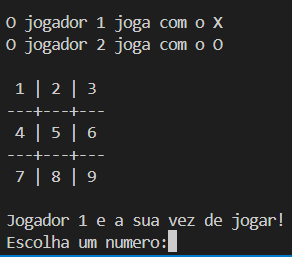 O jogador 1 joga com o X
O jogador 2 joga com o O
1 | 2 | 3
---+---+---
4 | 5 | 6
---+---+---
7 | 8 | 9
Jogador 1 e a sua vez de jogar!
Escolha um numero: